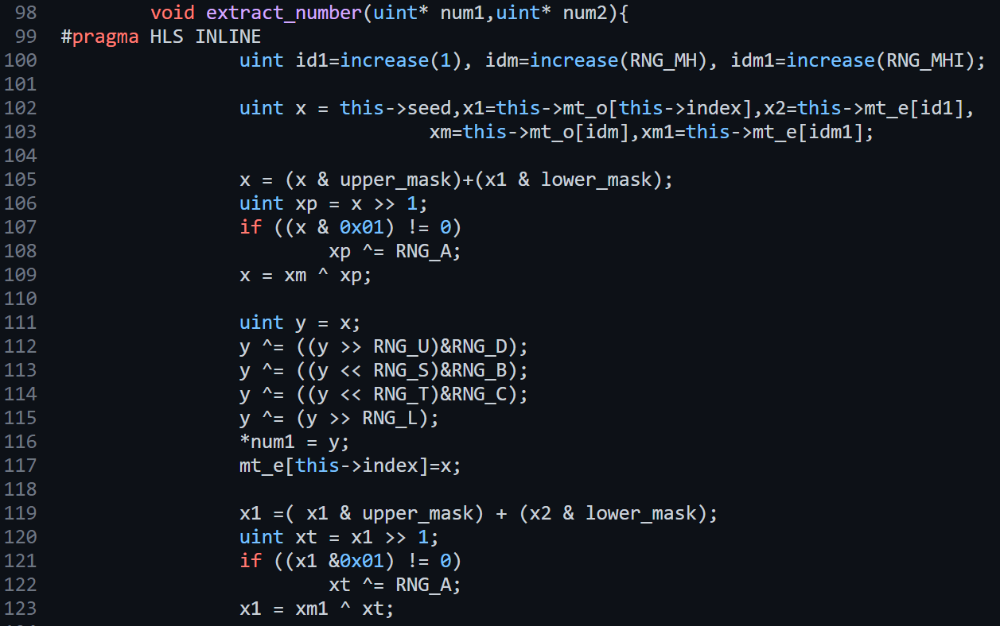 98 void extract_number(uint* num1,uint* num2){
99 #pragma HLS INLINE
100 uint id1=increase(1), idm=increase(RNG_MH), idm1=increase(RNG_MHI);
101
102 uint x = this->seed,x1=this->mt_o[this->index],x2=this->mt_e[id1],
103 xm=this->mt_o[idm],xm1=this->mt_e[idm1];
104
105 x = (x & upper_mask)+(x1 & lower_mask);
106 uint xp = x >> 1;
107 if ((x & 0x01) != 0)
108 xp ^= RNG_A;
109 x = xm ^ xp;
110
111 uint y = x;
112 y ^= ((y >> RNG_U)&RNG_D);
113 y ^= ((y << RNG_S)&RNG_B);
114 y ^= ((y << RNG_T)&RNG_C);
115 y ^= (y >> RNG_L);
116 *num1 = y;
117 mt_e[this->index]=x;
118
119 x1 =( x1 & upper_mask) + (x2 & lower_mask);
120 uint xt = x1 >> 1;
121 if ((x1 &0x01) != 0)
122 xt ^= RNG_A;
123 x1 = xm1 ^ xt;